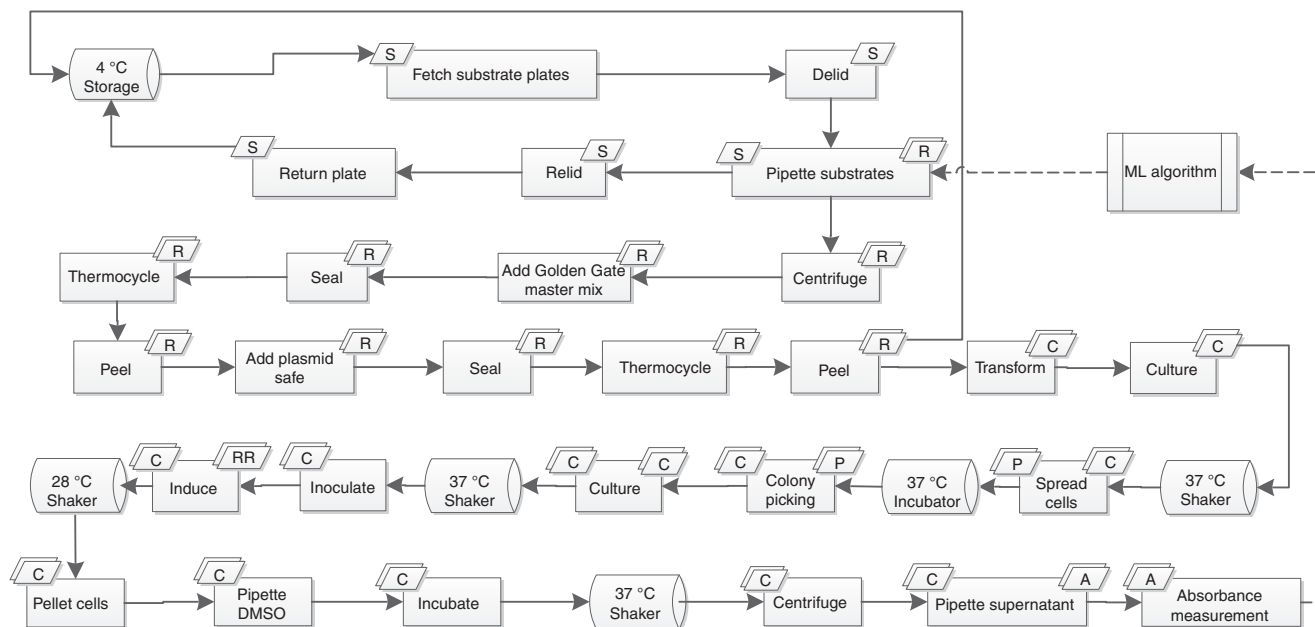 4 °C
Storage
S
Fetch substrate plates
S
Delid
S
Return plate
S
Relid
S
Pipette substrates
R
ML algorithm
Thermocycle
R
Seal
R
Add Golden Gate
master mix
R
Centrifuge
R
Peel
R
Add plasmid
safe
R
Seal
R
Thermocycle
R
Peel
R
Transform
C
Culture
C
28 °C
Shaker
C
Induce
RR
C
Inoculate
37 °C
Shaker
C
Culture
C
C
Colony
picking
P
37 °C
Incubator
P
Spread
cells
C
37 °C
Shaker
C
Pellet cells
C
Pipette
DMSO
C
Incubate
37 °C
Shaker
C
Centrifuge
C
Pipette supernatant
A
A
Absorbance
measurement